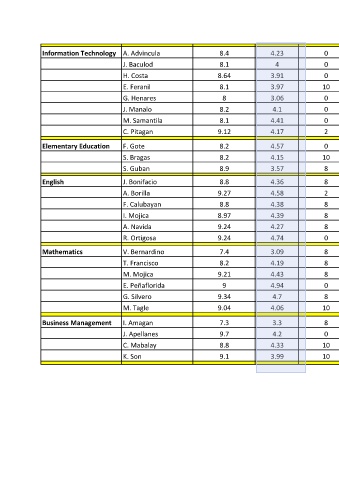 Information Technology A. Advincula 8.4 4.23 0
J. Baculod 8.1 4 0
H. Costa 8.64 3.91 0
E. Feranil 8.1 3.97 10
G. Henares 8 3.06 0
J. Manalo 8.2 4.1 0
M. Samantila 8.1 4.41 0
C. Pitagan 9.12 4.17 2
Elementary Education F. Gote 8.2 4.57 0
S. Bragas 8.2 4.15 10
S. Guban 8.9 3.57 8
English J. Bonifacio 8.8 4.36 8
A. Borilla 9.27 4.58 2
F. Calubayan 8.8 4.38 8
I. Mojica 8.97 4.39 8
A. Navida 9.24 4.27 8
R. Ortigosa 9.24 4.74 0
Mathematics V. Bernardino 7.4 3.09 8
T. Francisco 8.2 4.19 8
M. Mojica 9.21 4.43 8
E. Peñaflorida 9 4.94 0
G. Silvero 9.34 4.7 8
M. Tagle 9.04 4.06 10
Business Management I. Amagan 7.3 3.3 8
J. Apellanes 9.7 4.2 0
C. Mabalay 8.8 4.33 10
K. Son 9.1 3.99 10